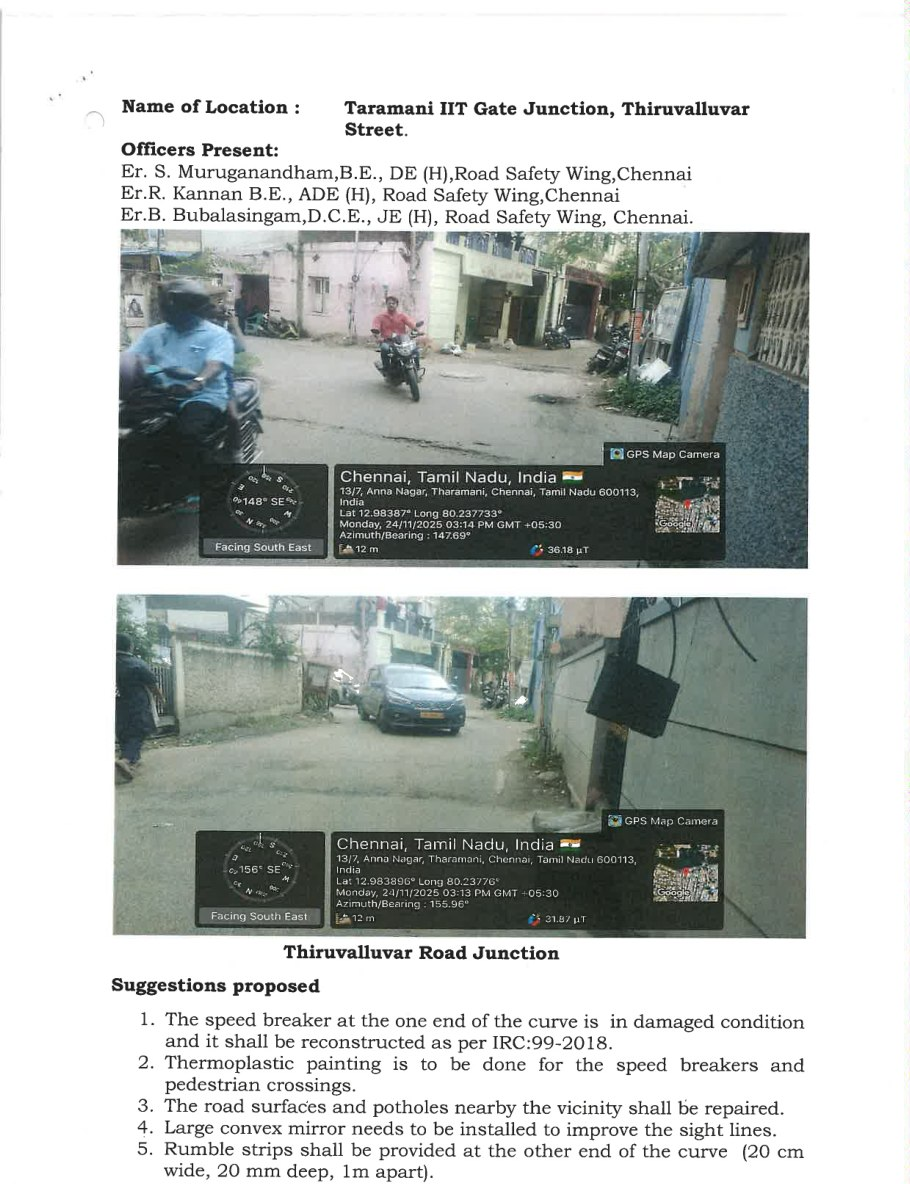 Name of Location : Taramani IIT Gate Junction, Thiruvalluvar
Street.
Officers Present:
Er. S. Muruganandham,B.E., DE (H),Road Safety Wing,Chennai
Er.R. Kannan B.E., ADE (H), Road Safety Wing,Chennai
Er.B. Bubalasingam,D.C.E., JE (H), Road Safety Wing, Chennai.
GPS Map Camera
148° SE
Facing South East
Chennai, Tamil Nadu, India
13/7, Anna Nagar, Tharamani, Chennai, Tamil Nadu 600113,
India
Lat 12.98387° Long 80.237733°
Monday, 24/11/2025 03:14 PM GMT +05:30
Azimuth/Bearing : 147.69°
12 m
36.18 µT
Google
GPS Map Camera
156° SE
Facing South East
Chennai, Tamil Nadu, India
13/7, Anna Nagar, Tharamani, Chennai, Tamil Nadu 600113,
India
Lat 12.983896° Long 80.23776°
Monday, 24/11/2025 03:13 PM GMT +05:30
Azimuth/Bearing : 155.96°
12 m
31.87 µT
Google
Thiruvalluvar Road Junction
Suggestions proposed
1. The speed breaker at the one end of the curve is in damaged condition
and it shall be reconstructed as per IRC:99-2018.
2. Thermoplastic painting is to be done for the speed breakers and
pedestrian crossings.
3. The road surfaces and potholes nearby the vicinity shall be repaired.
4. Large convex mirror needs to be installed to improve the sight lines.
5. Rumble strips shall be provided at the other end of the curve (20 cm
wide, 20 mm deep, 1m apart).